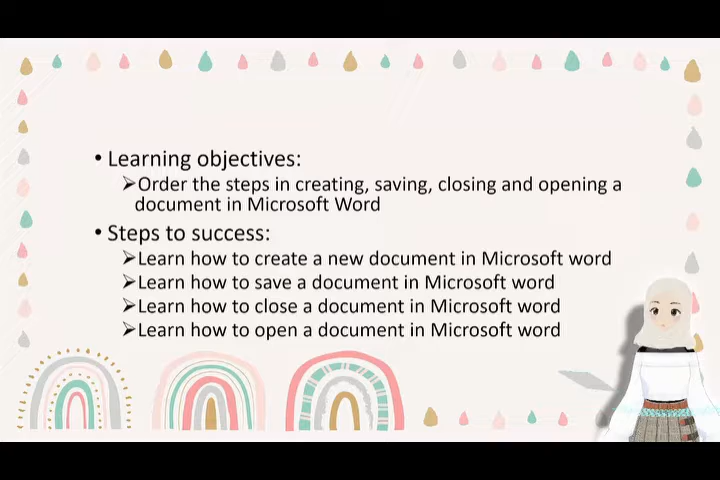 • Learning objectives:
➢Order the steps in creating, saving, closing and opening a
document in Microsoft Word
• Steps to success:
➢Learn how to create a new document in Microsoft word
➢Learn how to save a document in Microsoft word
➢Learn how to close a document in Microsoft word
➢Learn how to open a document in Microsoft word